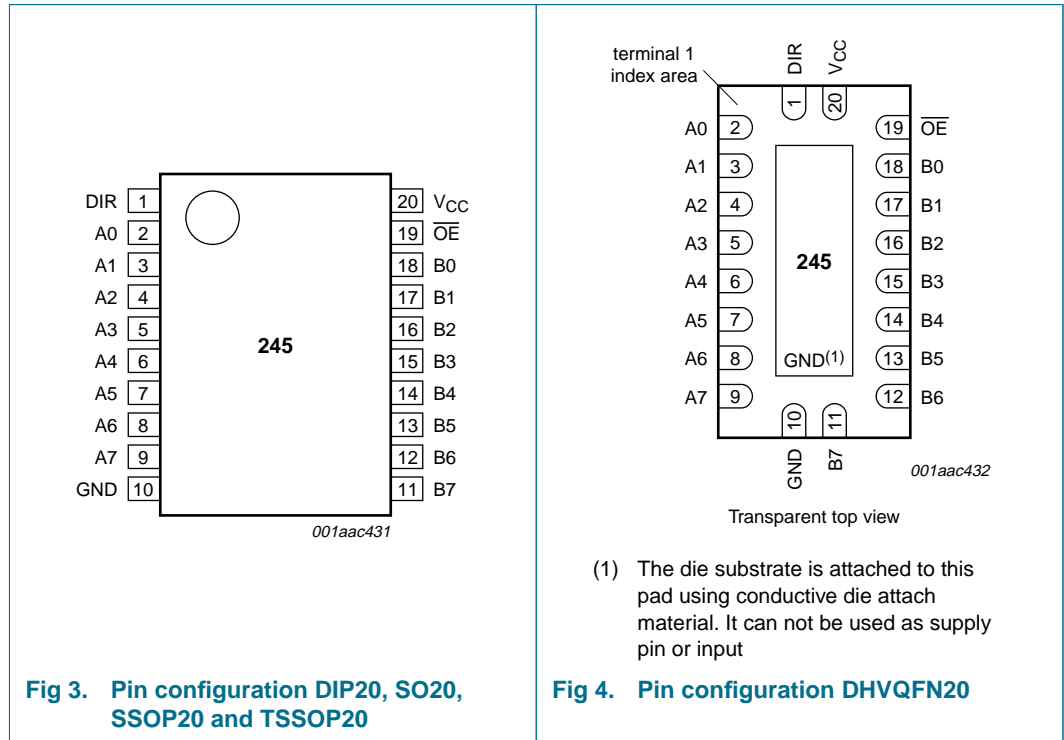 DIR 1
A0 2
A1 3
A2 4
A3 5
A4 6
A5 7
A6 8
A7 9
GND 10
245
20 VCC
19 OE
18 B0
17 B1
16 B2
15 B3
14 B4
13 B5
12 B6
11 B7
001aac431
Fig 3. Pin configuration DIP20, SO20,
SSOP20 and TSSOP20
terminal 1
index area
DIR
1
VCC
20
A0 2
A1 3
A2 4
A3 5
A4 6
A5 7
A6 8
A7 9
245
GND(1)
19 OE
18 B0
17 B1
16 B2
15 B3
14 B4
13 B5
12 B6
10
GND
11
B7
001aac432
Transparent top view
(1) The die substrate is attached to this
pad using conductive die attach
material. It can not be used as supply
pin or input
Fig 4. Pin configuration DHVQFN20